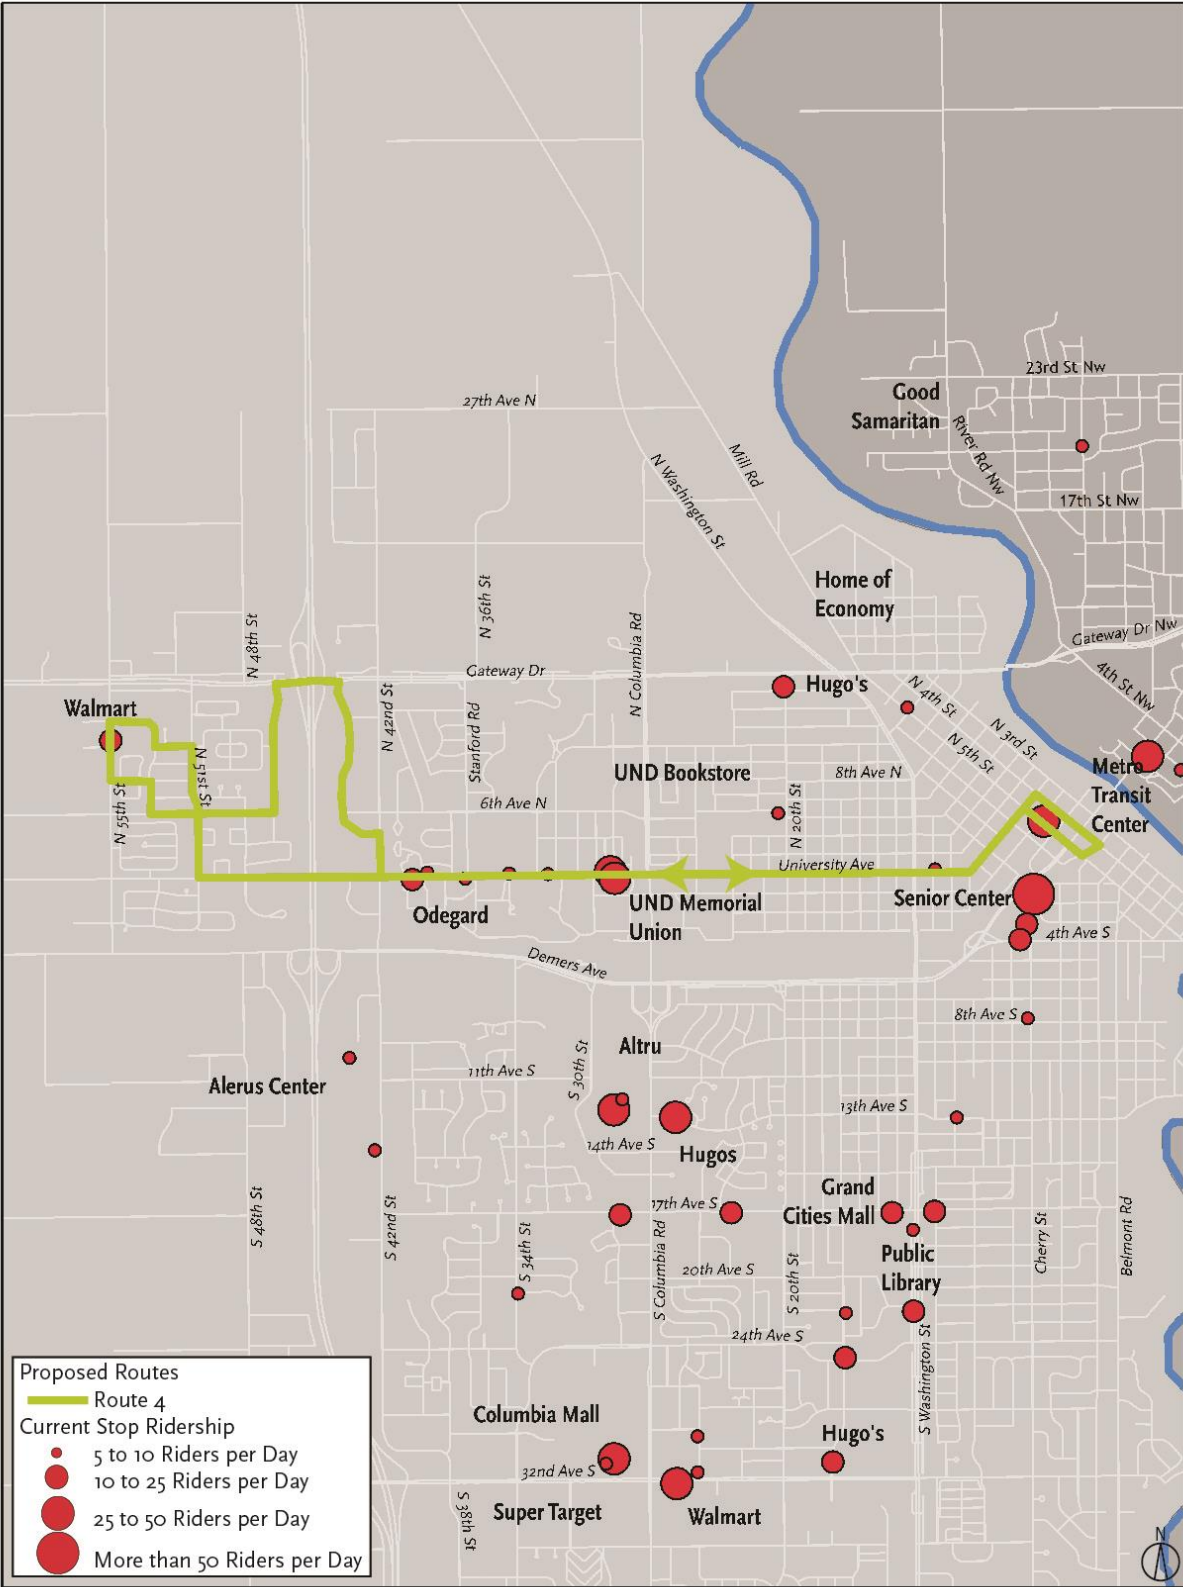 23rd St Nw
Good
Samaritan
27th Ave N
River Rd Nw
Mill Rd
N Washington St
17th St Nw
Home of
Economy
N 36th St
N 48th St
N Columbia Rd
Gateway Dr Nw
Gateway Dr
4th St Nw
Hugo's
N 4th St
N 42nd St
Walmart
Stanford Rd
N 3rd St
N 5th St
N 51st St
UND Bookstore
8th Ave N
Metro
Transit
Center
N 55th St
6th Ave N
N 20th St
University Ave
Odegard
UND Memorial
Union
Senior Center
4th Ave S
Demers Ave
8th Ave S
Altru
S 30th St
11th Ave S
Alerus Center
13th Ave S
14th Ave S
Hugos
Grand
Cities Mall
17th Ave S
S 48th St
S 42nd St
S 34th St
S Columbia Rd
Cherry St
Belmont Rd
Public
Library
20th Ave S
S 20th St
24th Ave S
S Washington St
Proposed Routes
Route 4
Current Stop Ridership
5 to 10 Riders per Day
10 to 25 Riders per Day
25 to 50 Riders per Day
More than 50 Riders per Day
Columbia Mall
Hugo's
32nd Ave S
S 38th St
Super Target
Walmart
N